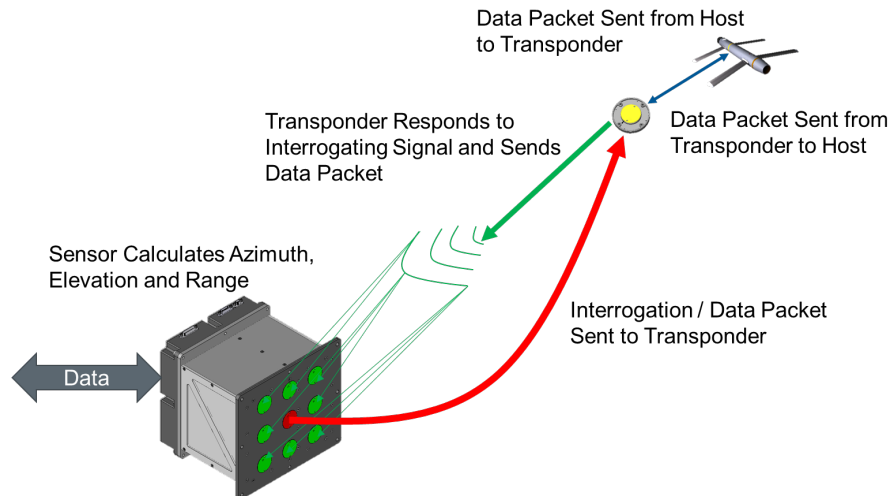 Data Packet Sent from Host
to Transponder
Transponder Responds to
Interrogating Signal and Sends
Data Packet
Data Packet Sent from
Transponder to Host
Sensor Calculates Azimuth,
Elevation and Range
Interrogation / Data Packet
Sent to Transponder
Data